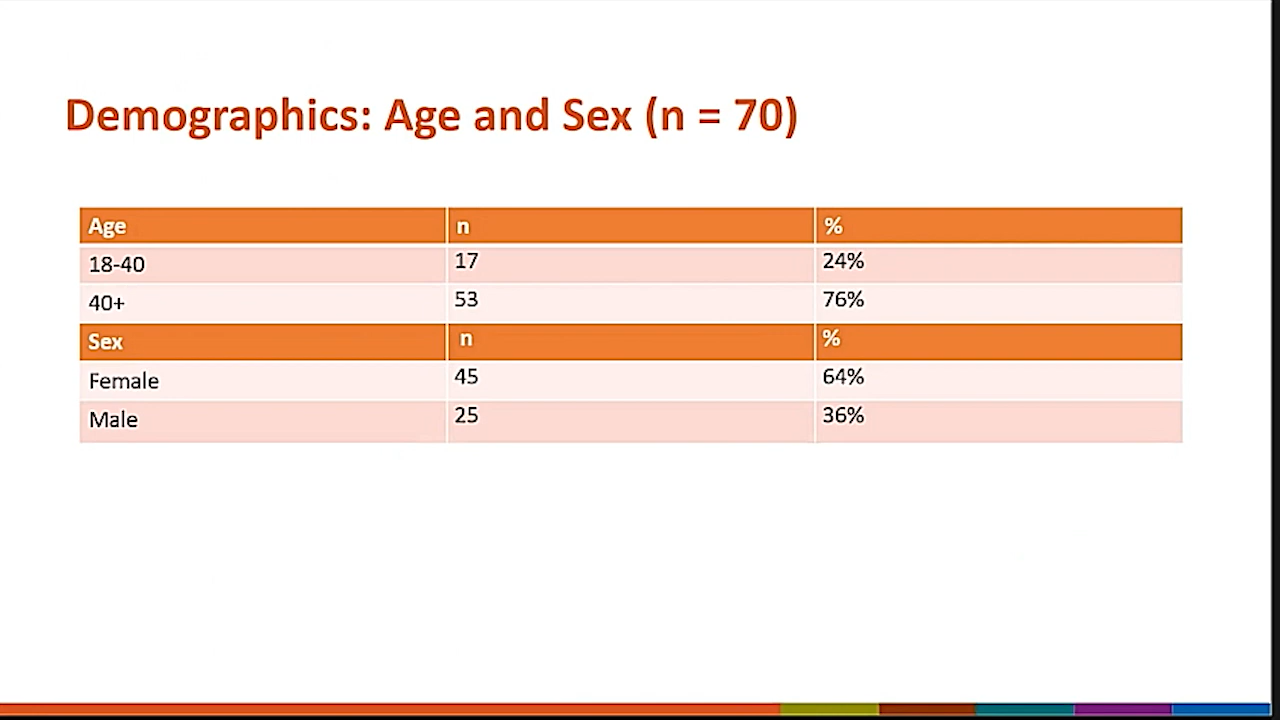 Demographics: Age and Sex (n = 70)
Age n %
18-40 17 24%
40+ 53 76%
Sex n %
Female 45 64%
Male 25 36%